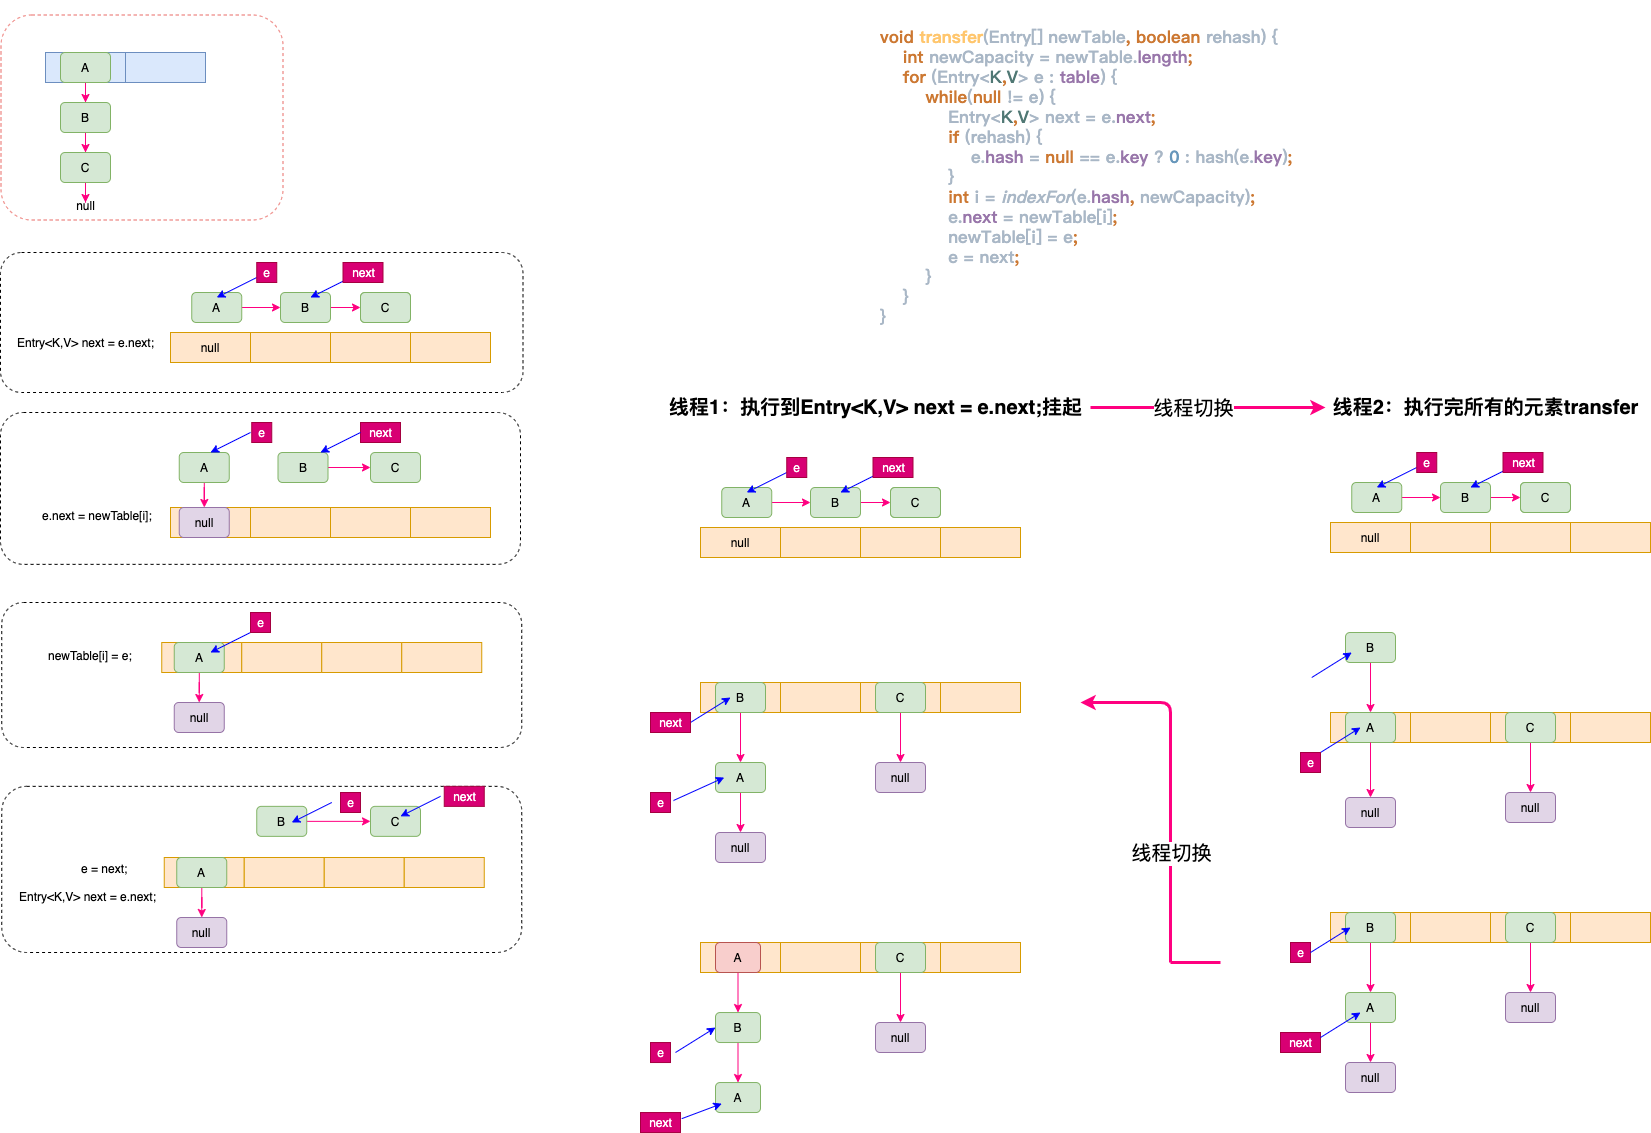 A
B
C
null
e
next
A
B
C
Entry<K,V> next = e.next;
null
e
next
A
B
C
e.next = newTable[i];
null
e
newTable[i] = e;
A
null
e
next
B
C
e = next;
A
Entry<K,V> next = e.next;
null
void transfer(Entry[] newTable, boolean rehash) {
int newCapacity = newTable.length;
for (Entry<K,V> e : table) {
while(null != e) {
Entry<K,V> next = e.next;
if (rehash) {
e.hash = null == e.key ? 0 : hash(e.key);
}
int i = indexFor(e.hash, newCapacity);
e.next = newTable[i];
newTable[i] = e;
e = next;
}
}
}
线程1：执行到Entry<K,V> next = e.next;挂起
线程切换
线程2：执行完所有的元素transfer
e
next
A
B
C
null
B
C
next
A
e
null
null
A
C
B
e
null
A
next
线程切换
e
next
A
B
C
null
B
A
C
e
null
null
B
C
e
A
null
next
null